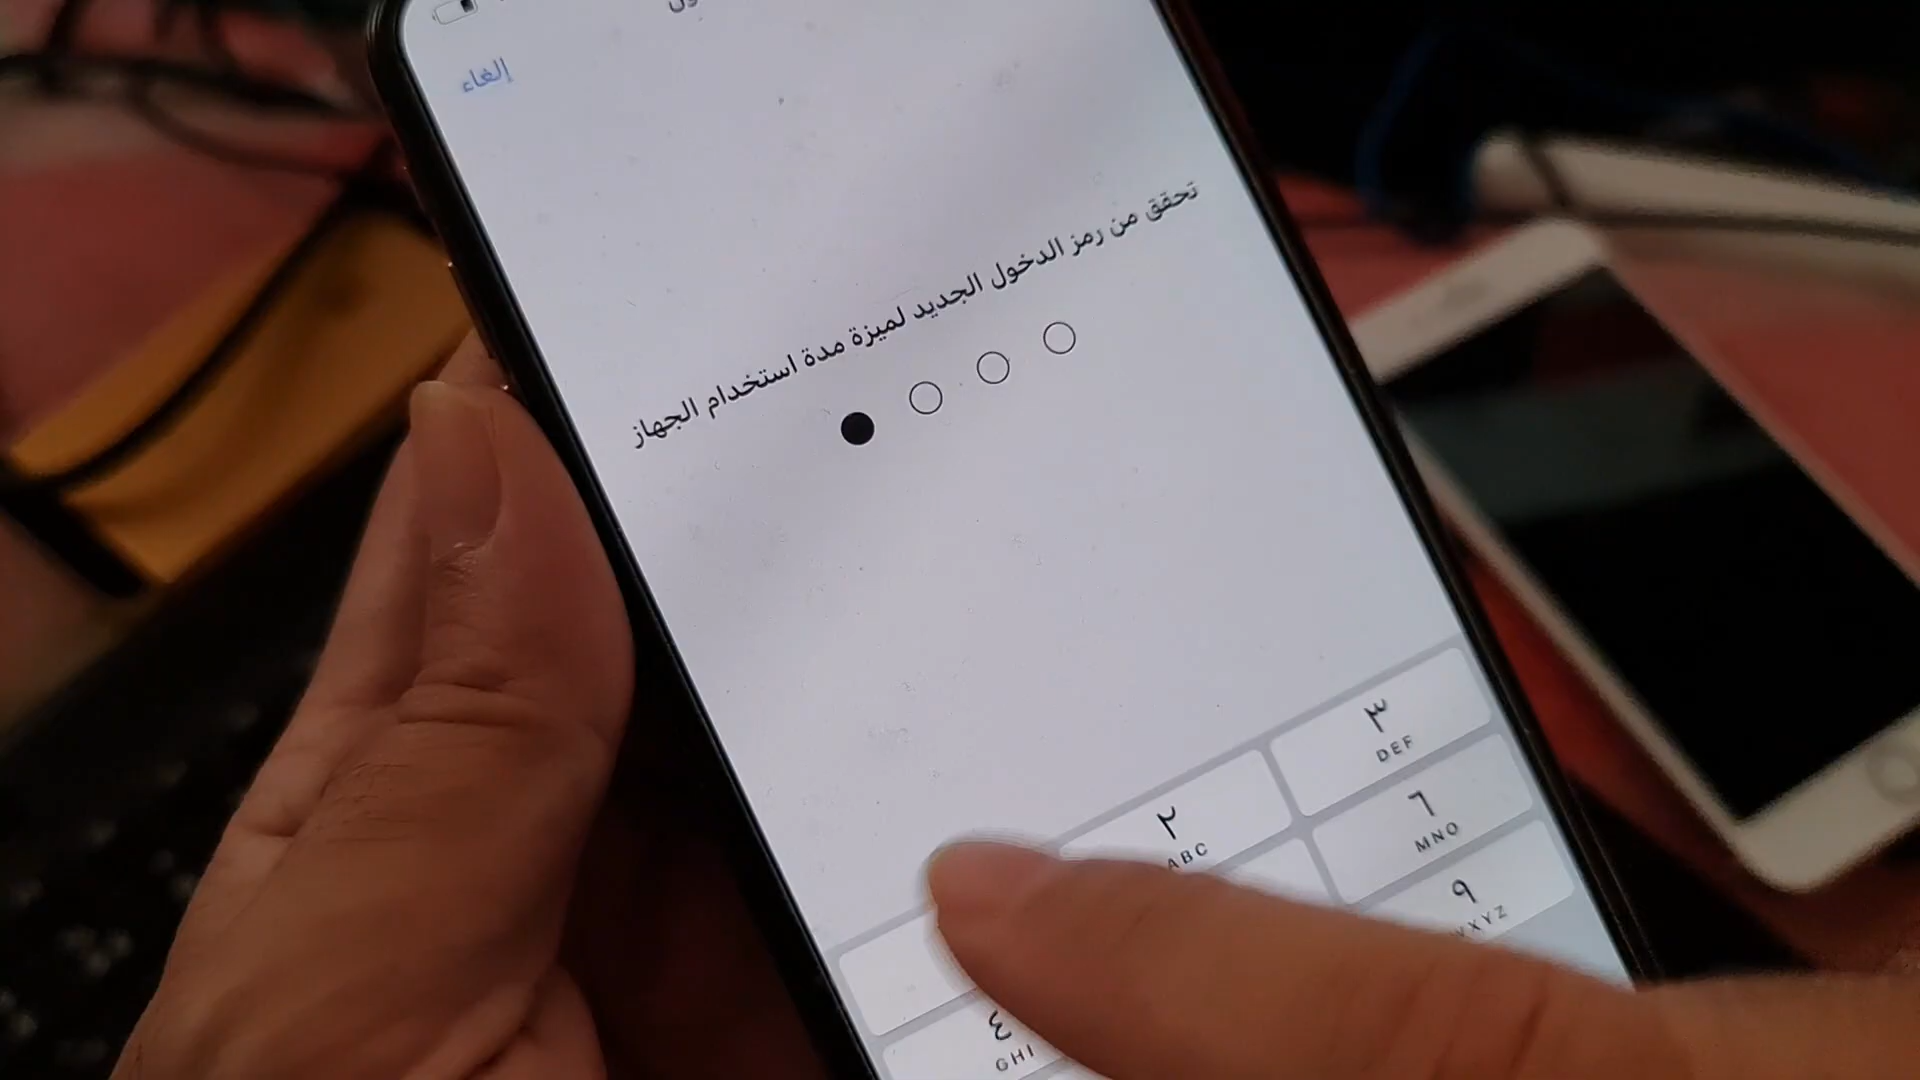 إلغاء
تحقق من رمز الدخول الجديد لميزة مدة استخدام الجهاز
٢
ABC
٣
DEF
٤
GHI
٦
MNO
٩